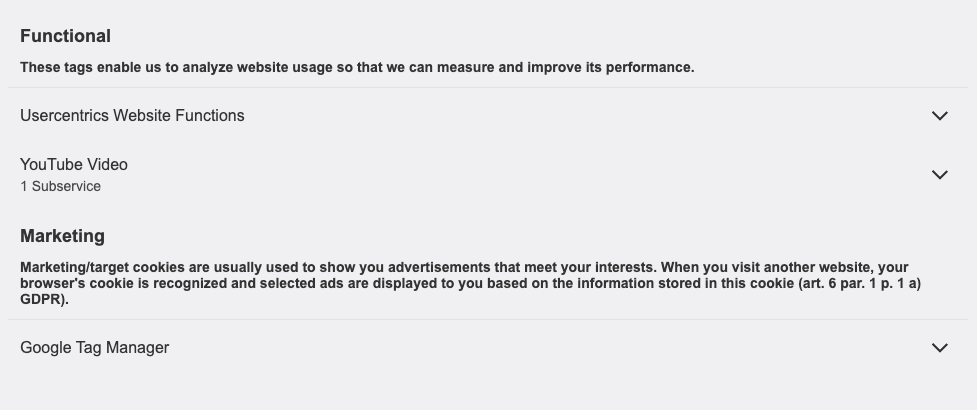 Functional
These tags enable us to analyze website usage so that we can measure and improve its performance.
Usercentrics Website Functions
YouTube Video
1 Subservice
Marketing
Marketing/target cookies are usually used to show you advertisements that meet your interests. When you visit another website, your
browser's cookie is recognized and selected ads are displayed to you based on the information stored in this cookie (art. 6 par. 1 p. 1 a)
GDPR).
Google Tag Manager